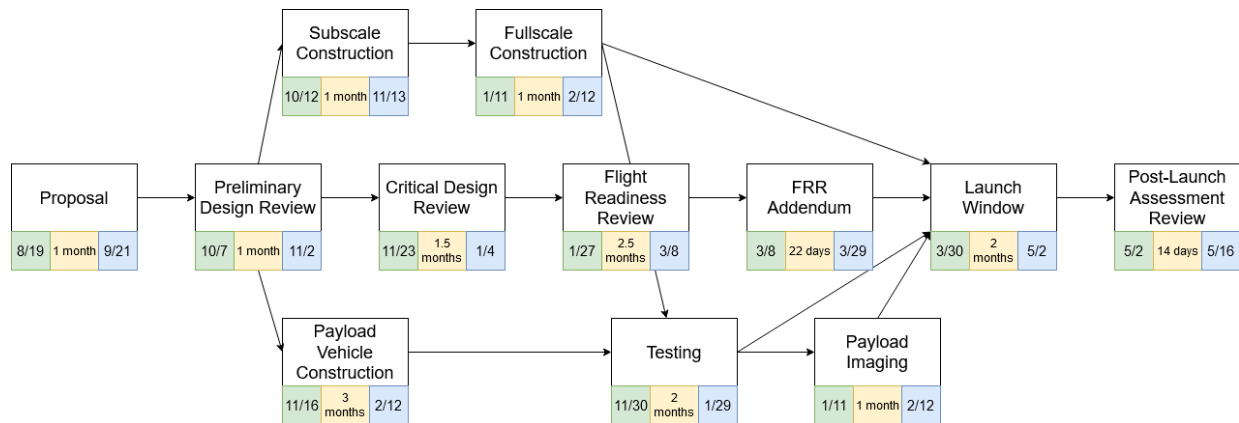 Subscale
Construction
10/12 1 month 11/13
Fullscale
Construction
1/11 1 month 2/12
Proposal
8/19 1 month 9/21
Preliminary
Design Review
10/7 1 month 11/2
Critical Design
Review
11/23 1.5
months 1/4
Flight
Readiness
Review
1/27 2.5
months 3/8
FRR
Addendum
3/8 22 days 3/29
Launch
Window
3/30 2
months 5/2
Post-Launch
Assessment
Review
5/2 14 days 5/16
Payload
Vehicle
Construction
11/16 3
months 2/12
Testing
11/30 2
months 1/29
Payload
Imaging
1/11 1 month 2/12